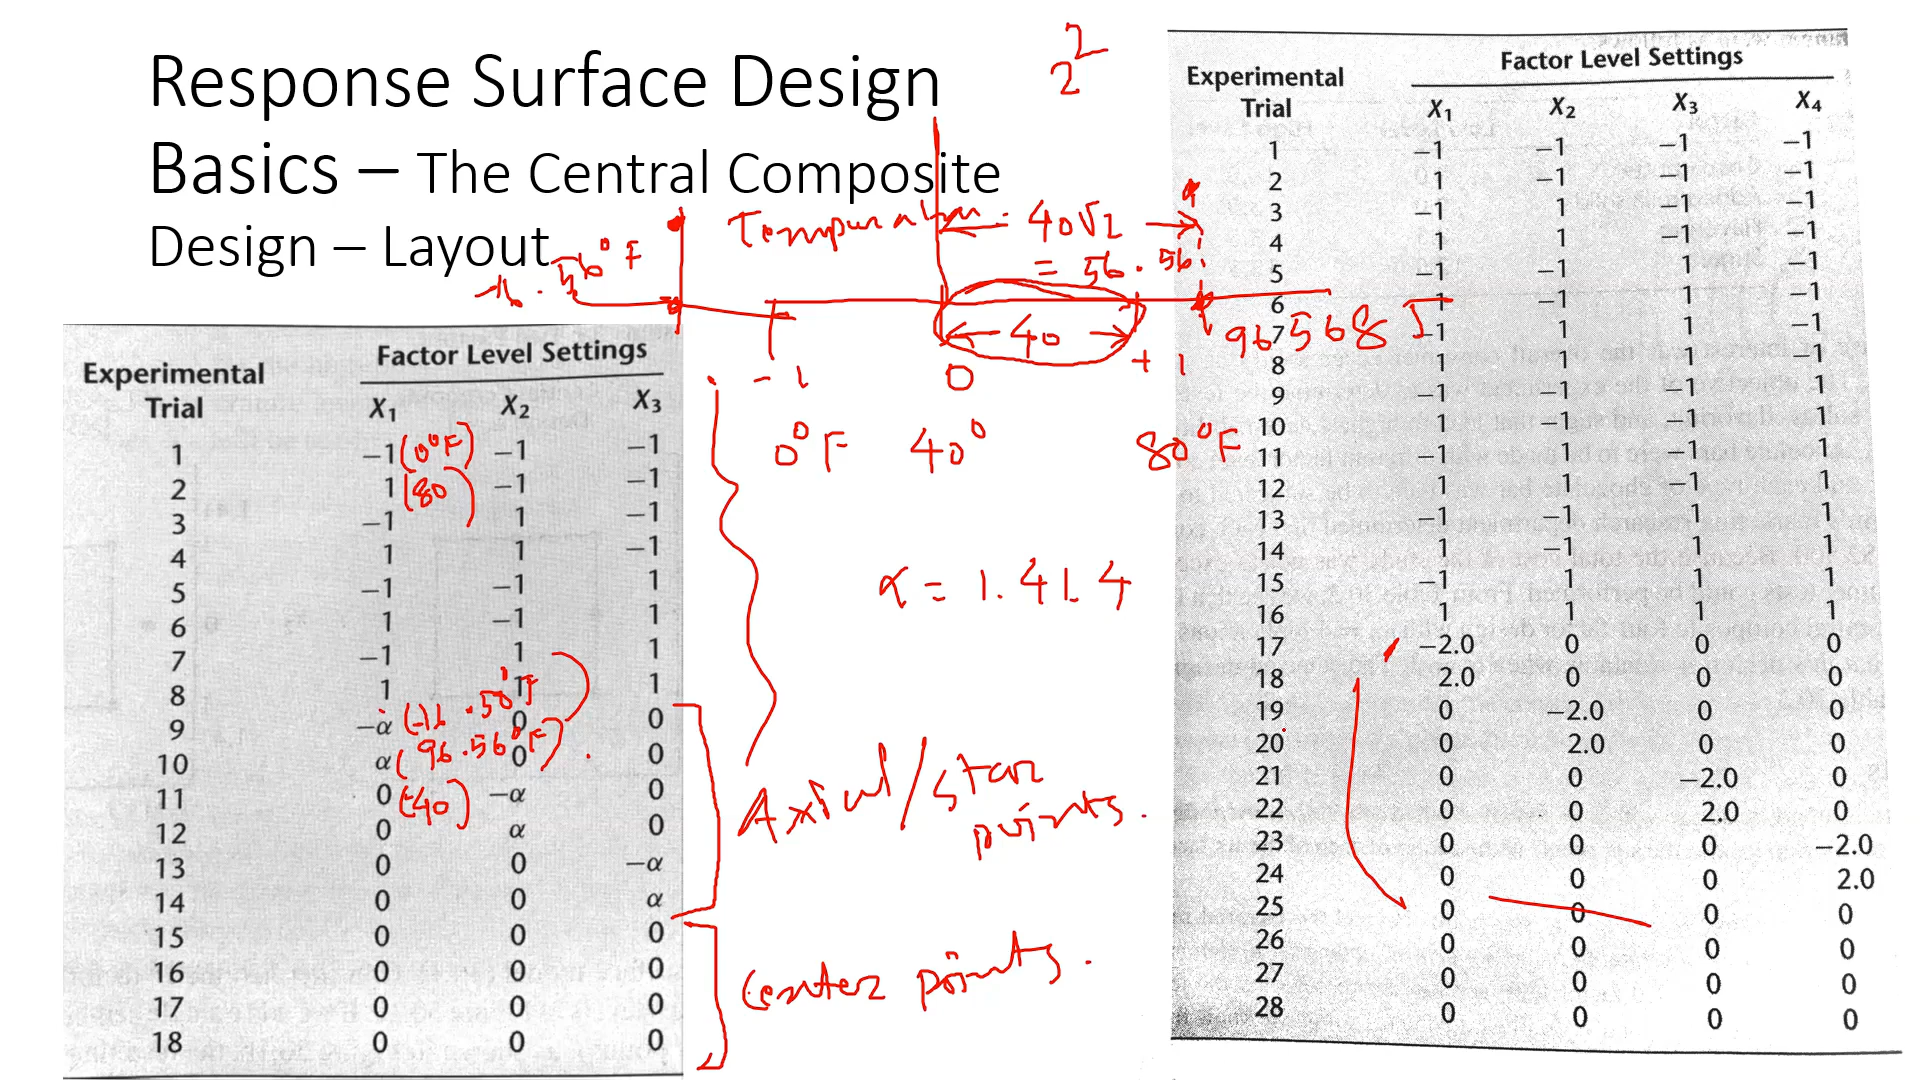 Response Surface Design
Basics – The Central Composite
Design – Layout
2²
Temperature
40√2
= 56.56
-16.56°F
40
96.568
-1 0 +1
0°F 40° 80°F
α = 1.414
Axial/star
points.
Center points.
Experimental Trial Factor Level Settings
X₁ X₂ X₃
1 −1 (0°F) −1 −1
2 1 (80) −1 −1
3 −1 1 −1
4 1 1 −1
5 −1 −1 1
6 1 −1 1
7 −1 1 1
8 1 1 1
9 −α (-16.56°F) 0 0
10 α (96.56°F) 0 0
11 0 (40) −α 0
12 0 α 0
13 0 0 −α
14 0 0 α
15 0 0 0
16 0 0 0
17 0 0 0
18 0 0 0
Experimental Trial Factor Level Settings
X₁ X₂ X₃ X₄
1 −1 −1 −1 −1
2 1 −1 −1 −1
3 −1 1 −1 −1
4 1 1 −1 −1
5 −1 −1 1 −1
6 1 −1 1 −1
7 −1 1 1 −1
8 1 1 1 −1
9 −1 −1 −1 1
10 1 −1 −1 1
11 −1 1 −1 1
12 1 1 −1 1
13 −1 −1 1 1
14 1 −1 1 1
15 −1 1 1 1
16 1 1 1 1
17 −2.0 0 0 0
18 2.0 0 0 0
19 0 −2.0 0 0
20 0 2.0 0 0
21 0 0 −2.0 0
22 0 0 2.0 0
23 0 0 0 −2.0
24 0 0 0 2.0
25 0 0 0 0
26 0 0 0 0
27 0 0 0 0
28 0 0 0 0